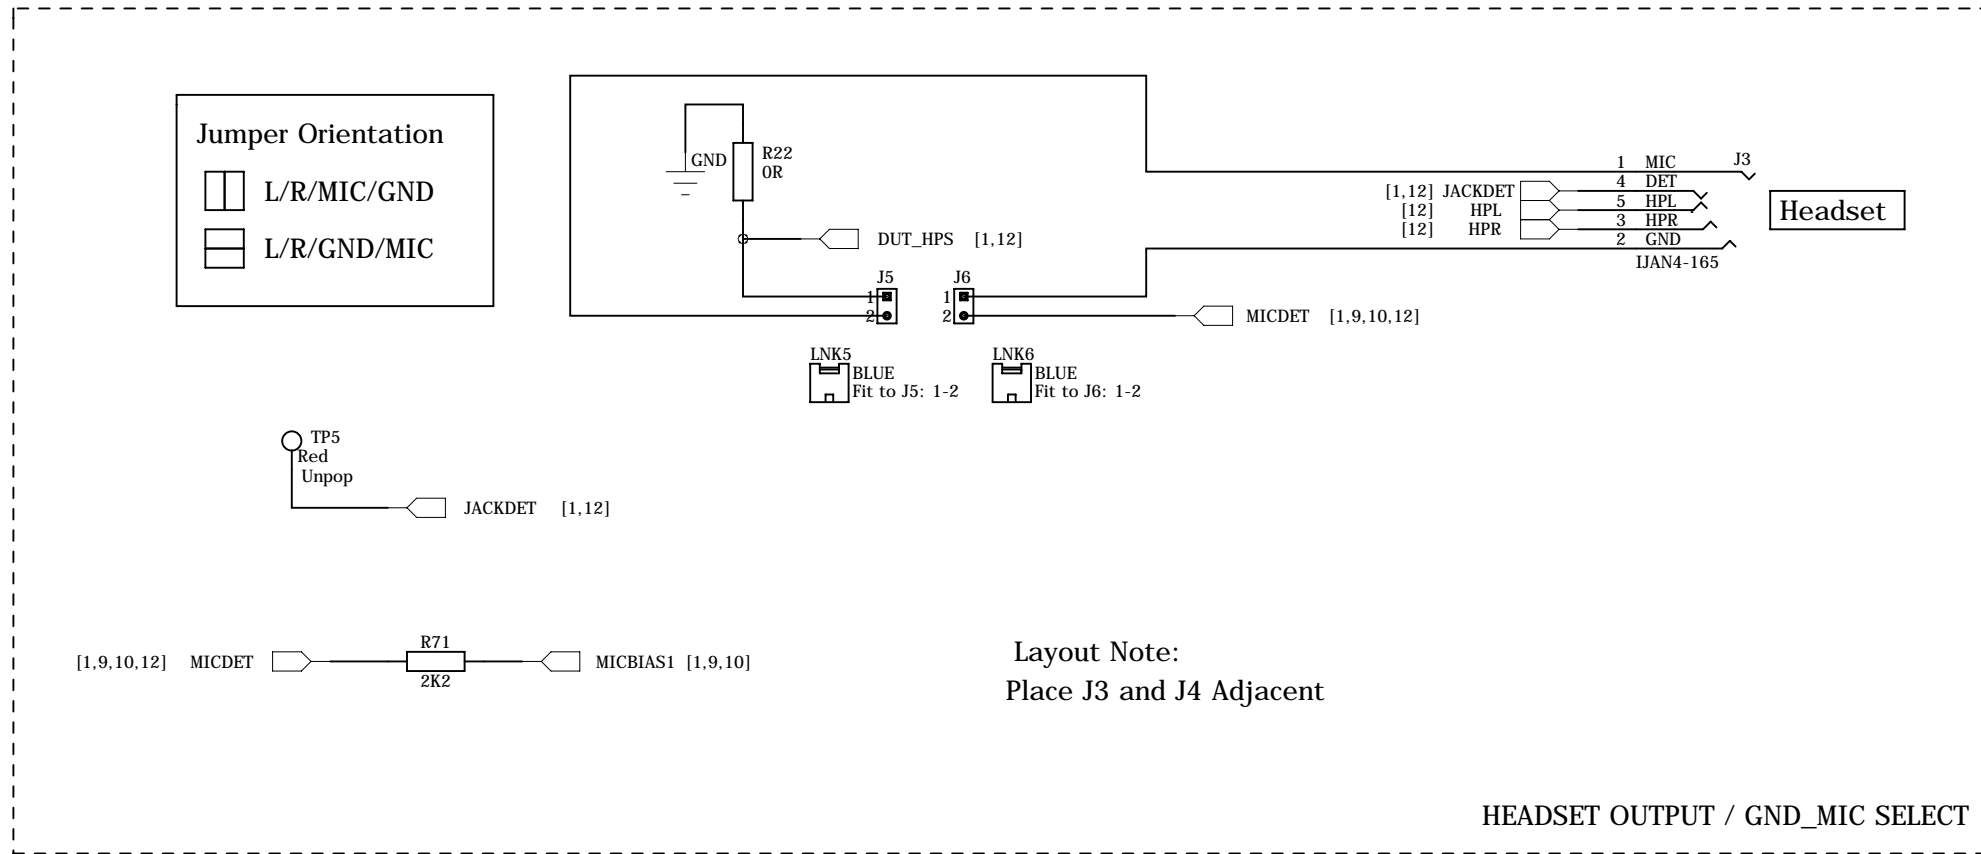 Jumper Orientation
L/R/MIC/GND
L/R/GND/MIC
GND
R22
0R
DUT_HPS [1,12]
J5
1
2
J6
1
2
MICDET [1,9,10,12]
LNK5
BLUE
Fit to J5: 1-2
LNK6
BLUE
Fit to J6: 1-2
1 MIC J3
[1,12] JACKDET 4 DET
[12] HPL 5 HPL
[12] HPR 3 HPR
2 GND
IJAN4-165
Headset
TP5
Red
Unpop
JACKDET [1,12]
[1,9,10,12] MICDET
R71
2K2
MICBIAS1 [1,9,10]
Layout Note:
Place J3 and J4 Adjacent
HEADSET OUTPUT / GND_MIC SELECT